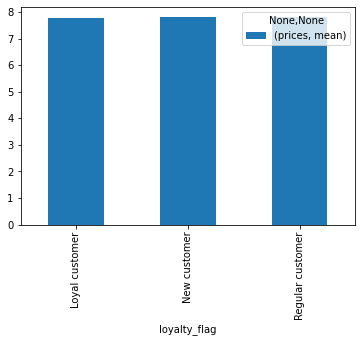 None,None
(prices, mean)
8
7
6
5
4
3
2
1
0
Loyal customer
New customer
Regular customer
loyalty_flag